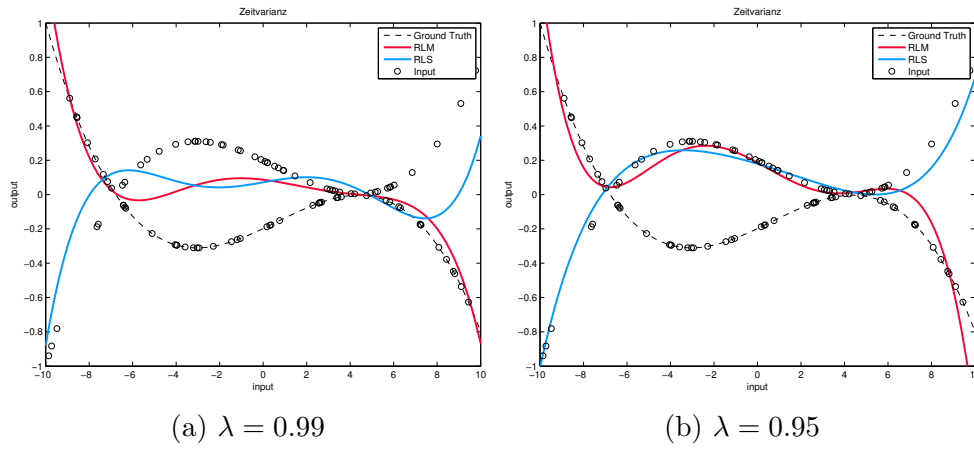 Zeitvarianz
Ground Truth
RLM
RLS
Input
1
0.8
0.6
0.4
0.2
0
−0.2
−0.4
−0.6
−0.8
−1
output
−10 −8 −6 −4 −2 0 2 4 6 8 10
input
(a) λ = 0.99
Zeitvarianz
Ground Truth
RLM
RLS
Input
1
0.8
0.6
0.4
0.2
0
−0.2
−0.4
−0.6
−0.8
−1
output
−10 −8 −6 −4 −2 0 2 4 6 8 10
input
(b) λ = 0.95